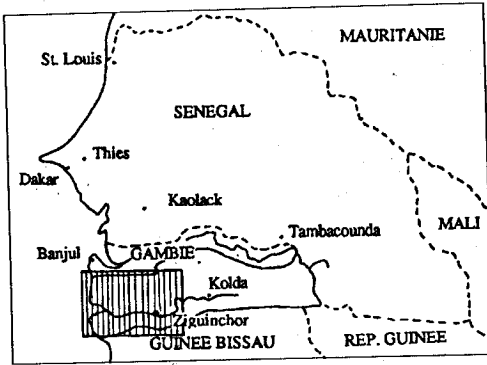 MAURITANIE
St. Louis
SENEGAL
Thies
Dakar
Kaolack
Tambacounda
MALI
Banjul
GAMBIE
Kolda
Ziguinchor
GUINEE BISSAU
REP. GUINEE